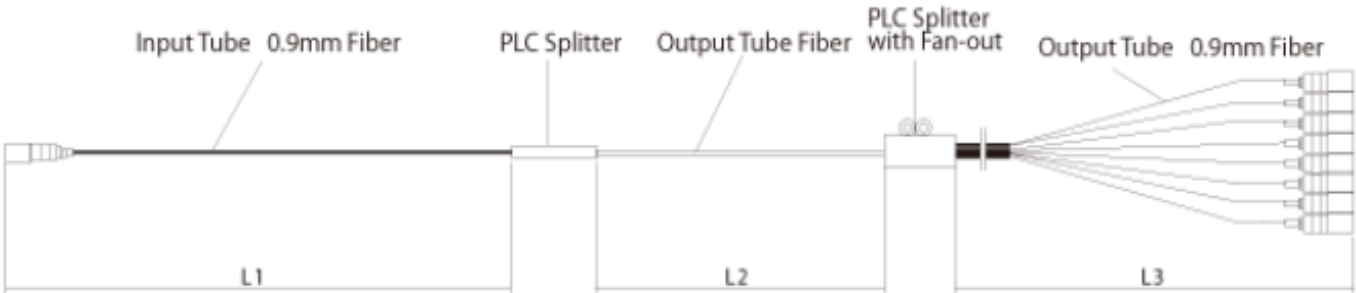 Input Tube 0.9mm Fiber
PLC Splitter
Output Tube Fiber
PLC Splitter
with Fan-out
Output Tube 0.9mm Fiber
L1
L2
L3